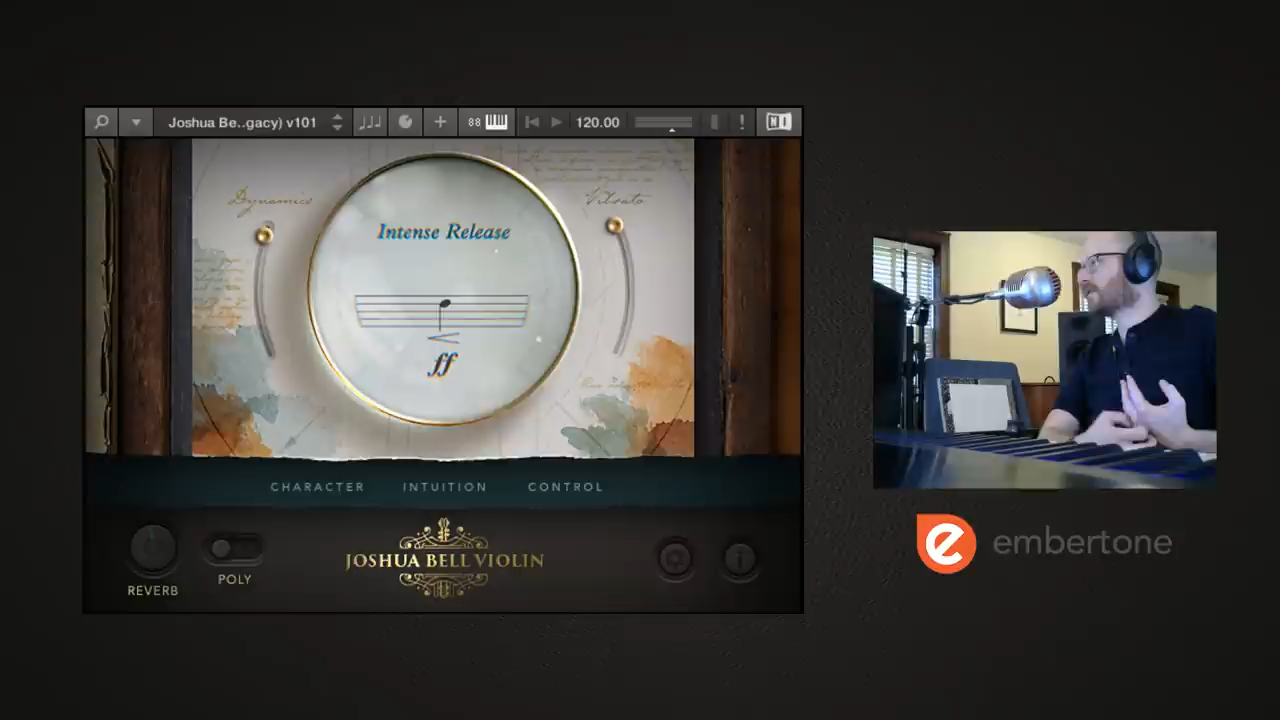 Joshua Be..gacy) v101
88
120.00
!
NI
Dynamics
Vibrato
Intense Release
ff
CHARACTER INTUITION CONTROL
REVERB
POLY
JOSHUA BELL VIOLIN
i
e embertone